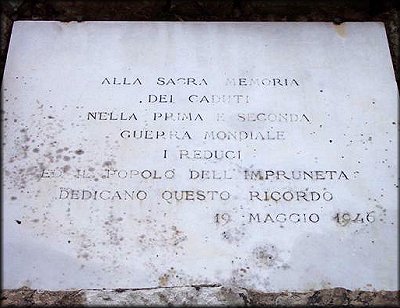 ALLA SACRA MEMORIA
DEI CADUTI
NELLA PRIMA E SECONDA
GUERRA MONDIALE
I REDUCI
ED IL POPOLO DELL'IMPRUNETA
DEDICANO QUESTO RICORDO
19 MAGGIO 1946